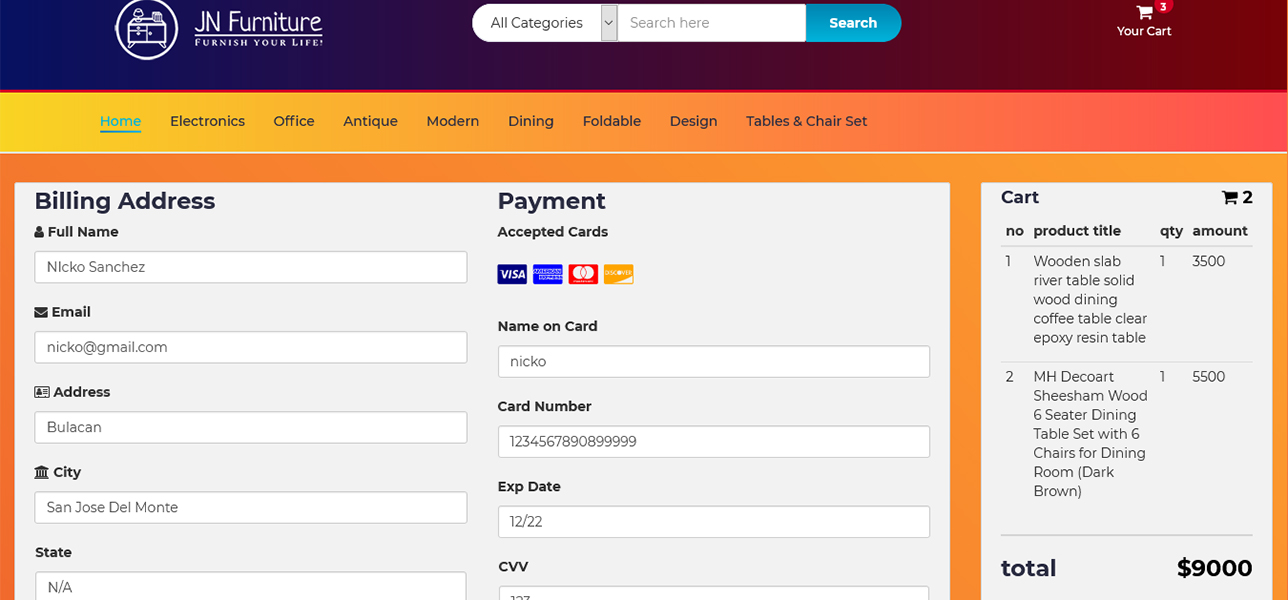 JN Furniture
FURNISH YOUR LIFE!
All Categories
Search here
Search
3
Your Cart
Home Electronics Office Antique Modern Dining Foldable Design Tables & Chair Set
Billing Address
Full Name
NIcko Sanchez
Email
nicko@gmail.com
Address
Bulacan
City
San Jose Del Monte
State
N/A
Payment
Accepted Cards
VISA DISCOVER
Name on Card
nicko
Card Number
1234567890899999
Exp Date
12/22
CVV
123
Cart 2
no product title qty amount
1 Wooden slab 1 3500
river table solid
wood dining
coffee table clear
epoxy resin table
2 MH Decoart 1 5500
Sheesham Wood
6 Seater Dining
Table Set with 6
Chairs for Dining
Room (Dark
Brown)
total $9000